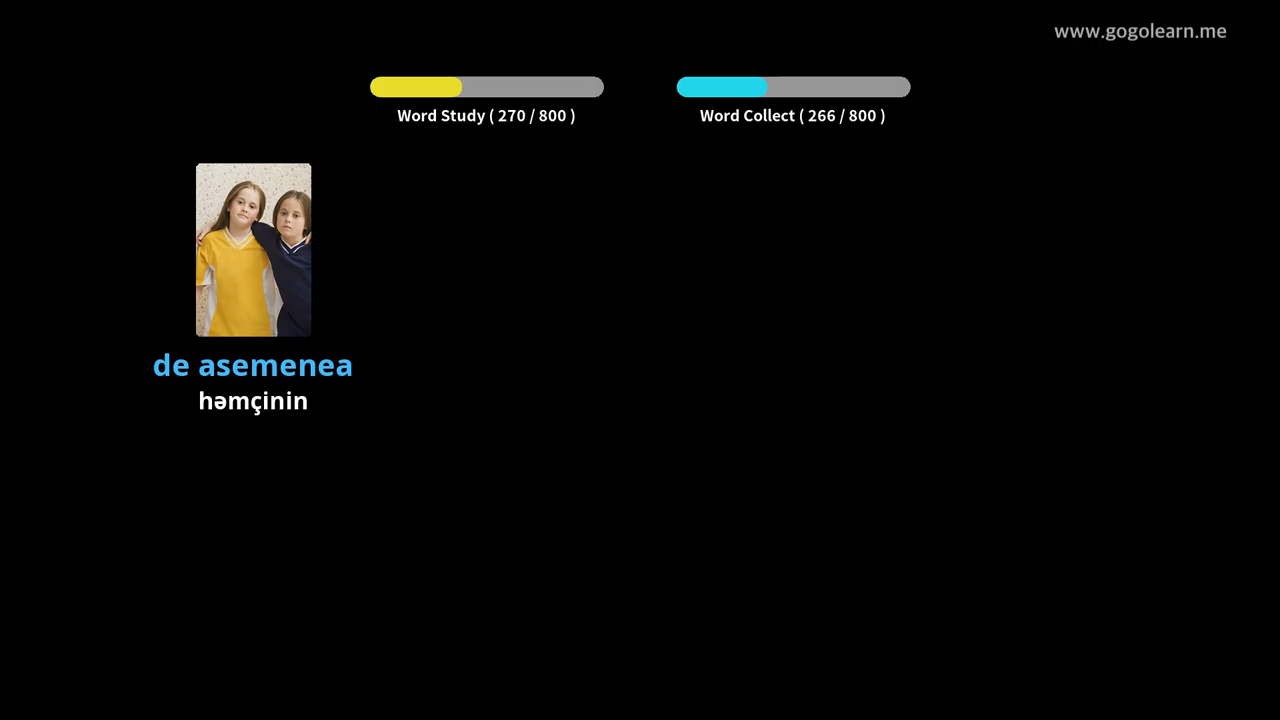 www.gogolearn.me
Word Study ( 270 / 800 )
Word Collect ( 266 / 800 )
de asemenea
həmçinin